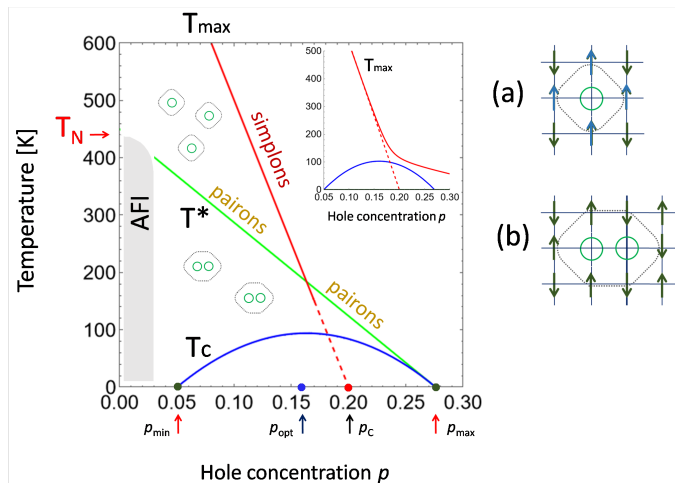 Tmax
600
500
400
300
200
100
0
Temperature [K]
TN →
AFI
simplons
pairons
T*
pairons
Tc
0.00 0.05 0.10 0.15 0.20 0.25 0.30
pmin popt pC pmax
Hole concentration p
500
400
300
200
100
0
Tmax
0.05 0.10 0.15 0.20 0.25 0.30
Hole concentration p
(a)
(b)